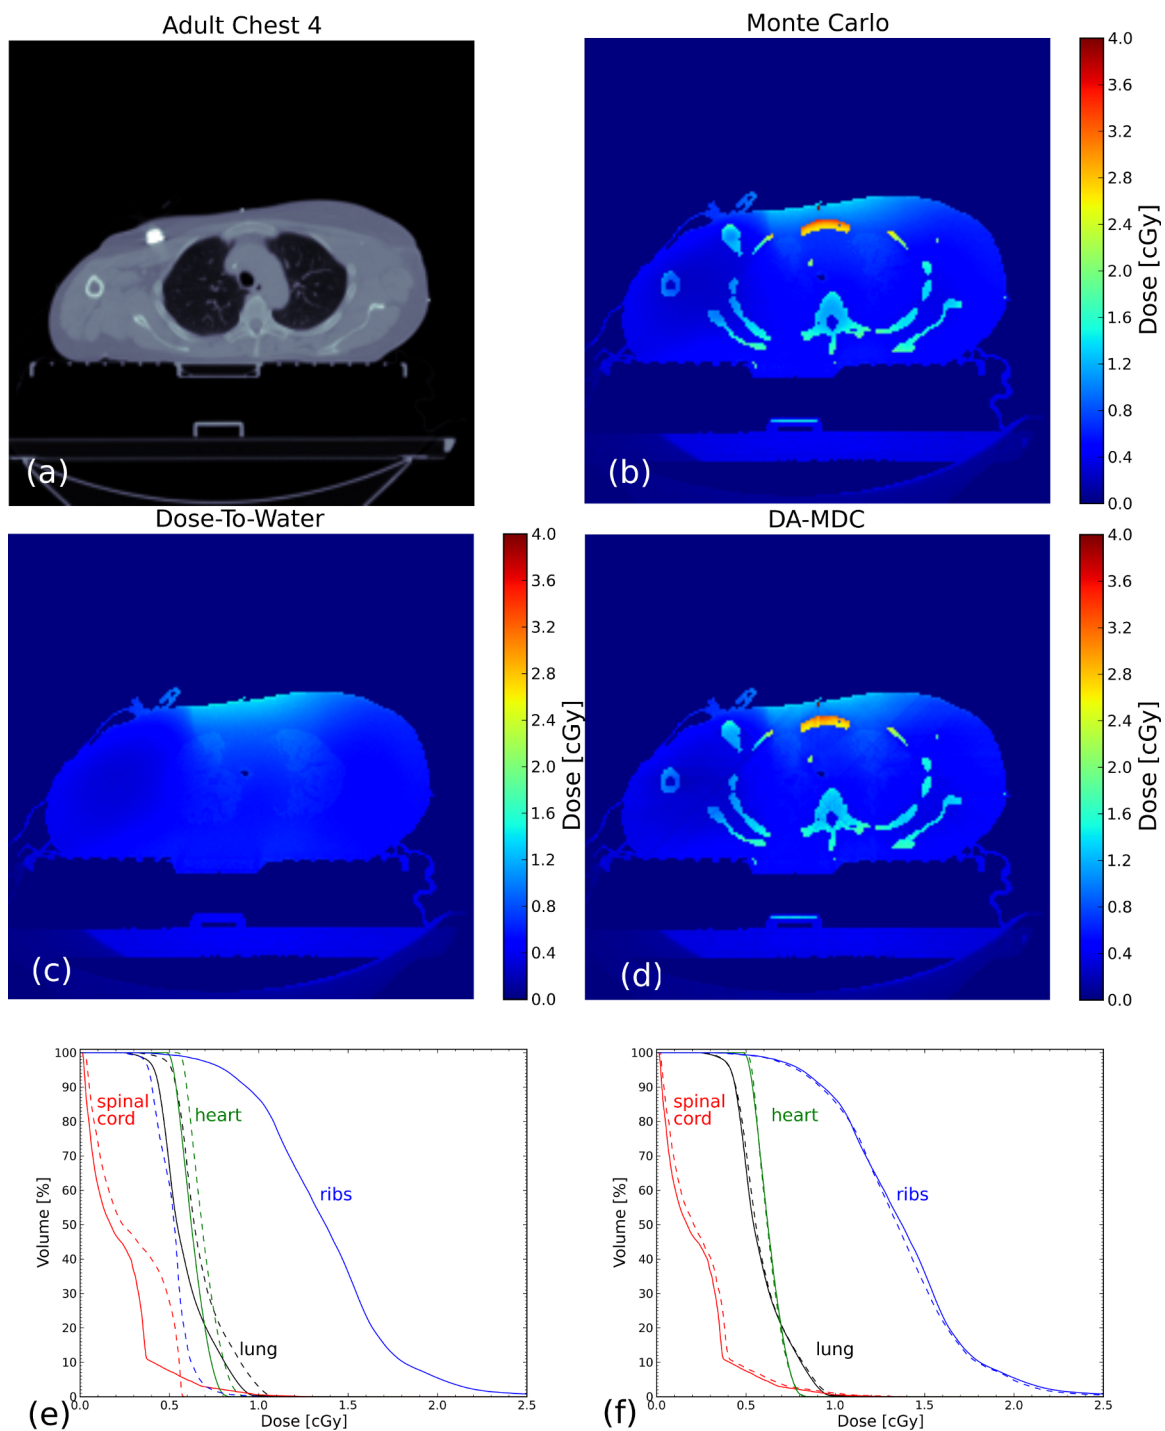 Adult Chest 4
(a)
Monte Carlo
4.0
3.6
3.2
2.8
2.4
2.0
1.6
1.2
0.8
0.4
0.0
Dose [cGy]
(b)
Dose-To-Water
4.0
3.6
3.2
2.8
2.4
2.0
1.6
1.2
0.8
0.4
0.0
Dose [cGy]
(c)
DA-MDC
4.0
3.6
3.2
2.8
2.4
2.0
1.6
1.2
0.8
0.4
0.0
Dose [cGy]
(d)
100
90
80
70
60
50
40
30
20
10
0
Volume [%]
spinal
cord
heart
ribs
lung
0.0 0.5 1.0 1.5 2.0 2.5
Dose [cGy]
(e)
100
90
80
70
60
50
40
30
20
10
0
Volume [%]
spinal
cord
heart
ribs
lung
0.0 0.5 1.0 1.5 2.0 2.5
Dose [cGy]
(f)